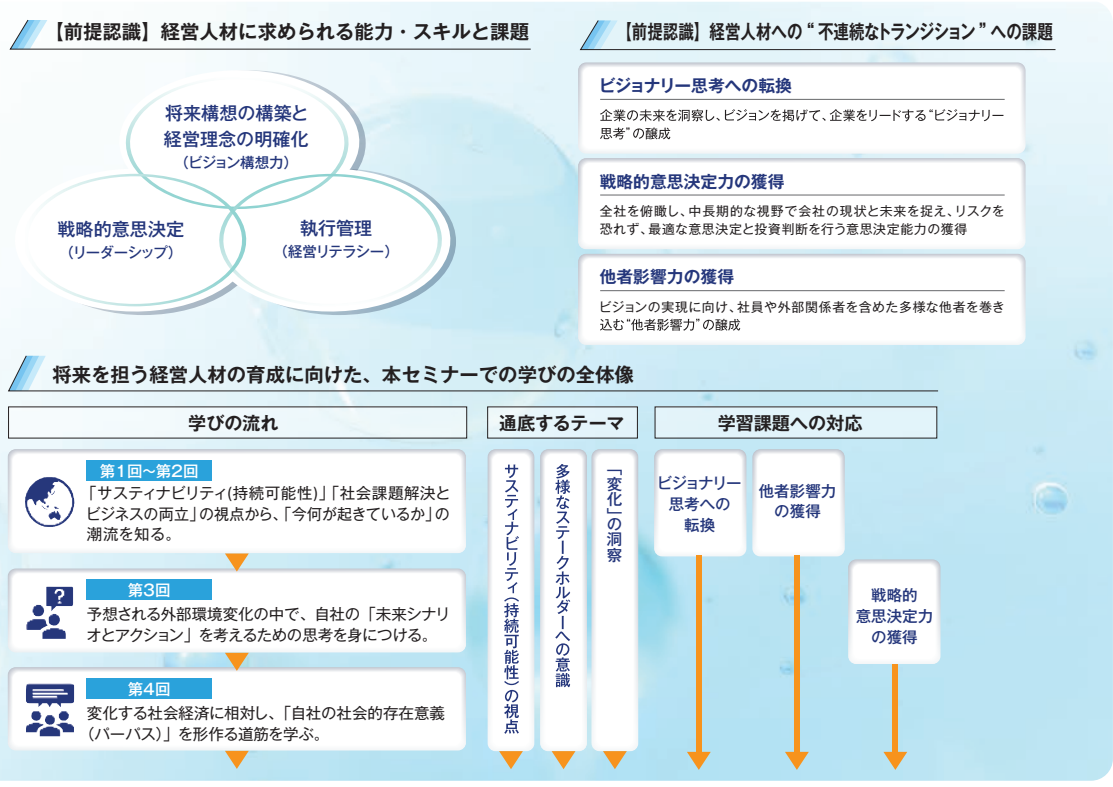 【前提認識】経営人材に求められる能力・スキルと課題
将来構想の構築と
経営理念の明確化
（ビジョン構想力）
戦略的意思決定
（リーダーシップ）
執行管理
（経営リテラシー）
【前提認識】経営人材への“不連続なトランジション”への課題
ビジョナリー思考への転換
企業の未来を洞察し、ビジョンを掲げて、企業をリードする“ビジョナリー
思考”の醸成
戦略的意思決定力の獲得
全社を俯瞰し、中長期的な視野で会社の現状と未来を捉え、リスクを
恐れず、最適な意思決定と投資判断を行う意思決定能力の獲得
他者影響力の獲得
ビジョンの実現に向け、社員や外部関係者を含めた多様な他者を巻き
込む“他者影響力”の醸成
将来を担う経営人材の育成に向けた、本セミナーでの学びの全体像
学びの流れ
第1回～第2回
「サスティナビリティ(持続可能性)」「社会課題解決と
ビジネスの両立」の視点から、「今何が起きているか」の
潮流を知る。
第3回
予想される外部環境変化の中で、自社の「未来シナリ
オとアクション」を考えるための思考を身につける。
第4回
変化する社会経済に相対し、「自社の社会的存在意義
（パーパス）」を形作る道筋を学ぶ。
通底するテーマ
サスティナビリティ（持続可能性）の視点
多様なステークホルダーへの意識
「変化」の洞察
学習課題への対応
ビジョナリー
思考への
転換
他者影響力
の獲得
戦略的
意思決定力
の獲得